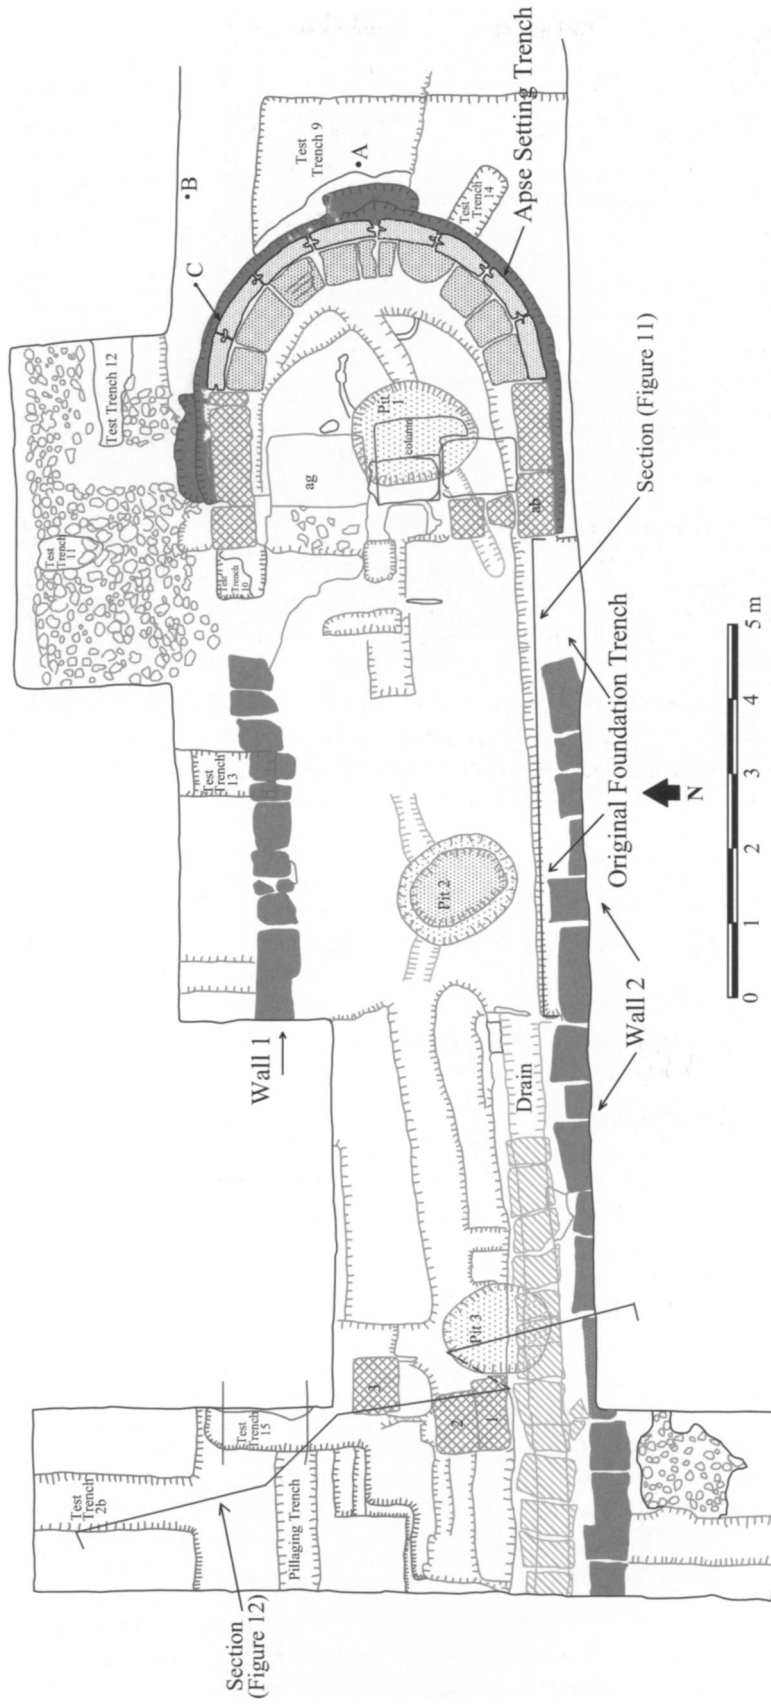 Test
Trench 9
A
B
C
Test
Trench
14
Apse Setting Trench
Test Trench 12
Test
Trench
11
Test
Trench
10
ag
Pit
1
column
ab
Section (Figure 11)
Original Foundation Trench
Test
Trench
13
Wall 1
Pit 2
Wall 2
N
0 1 2 3 4 5 m
Drain
Pit 3
3
2
1
Test
Trench
15
Test
Trench
2b
Pillaging Trench
Section
(Figure 12)